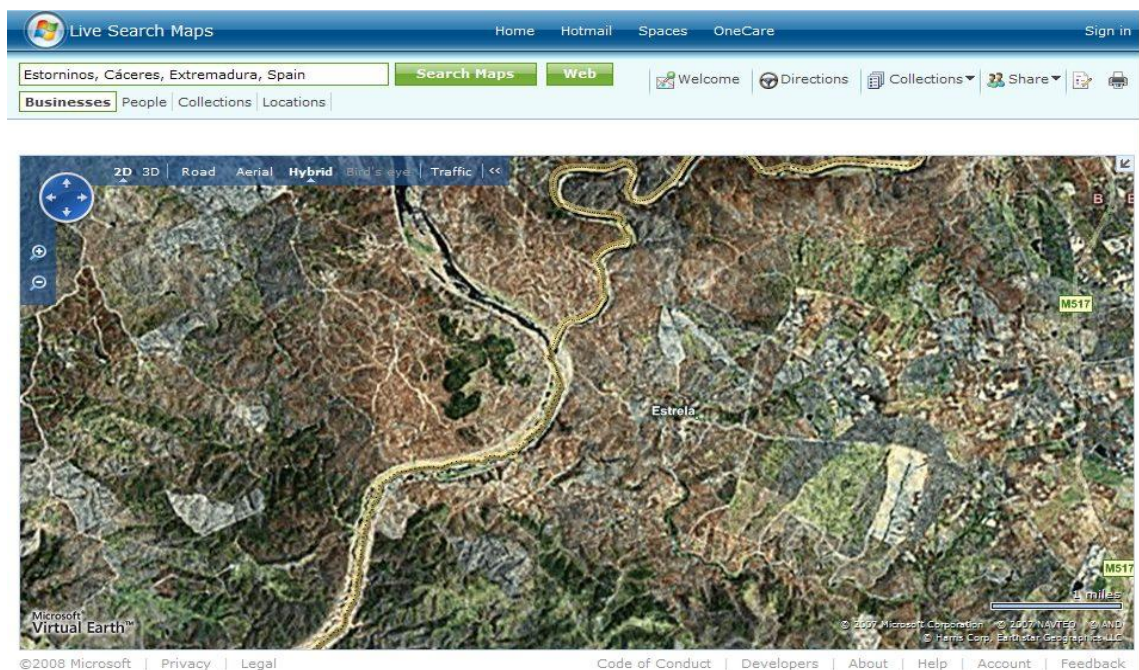 Live Search Maps Home Hotmail Spaces OneCare Sign in
Estorninos, Cáceres, Extremadura, Spain Search Maps Web Welcome Directions Collections Share
Businesses People Collections Locations
2D 3D Road Aerial Hybrid Bird's eye Traffic <<
B
M517
Estrela
M517
1 miles
Microsoft®
Virtual Earth™
© 2007 Microsoft Corporation © 2007 NAVTEQ © AND
© Harris Corp, Earthstar Geographics LLC
©2008 Microsoft | Privacy | Legal Code of Conduct | Developers | About | Help | Account | Feedback